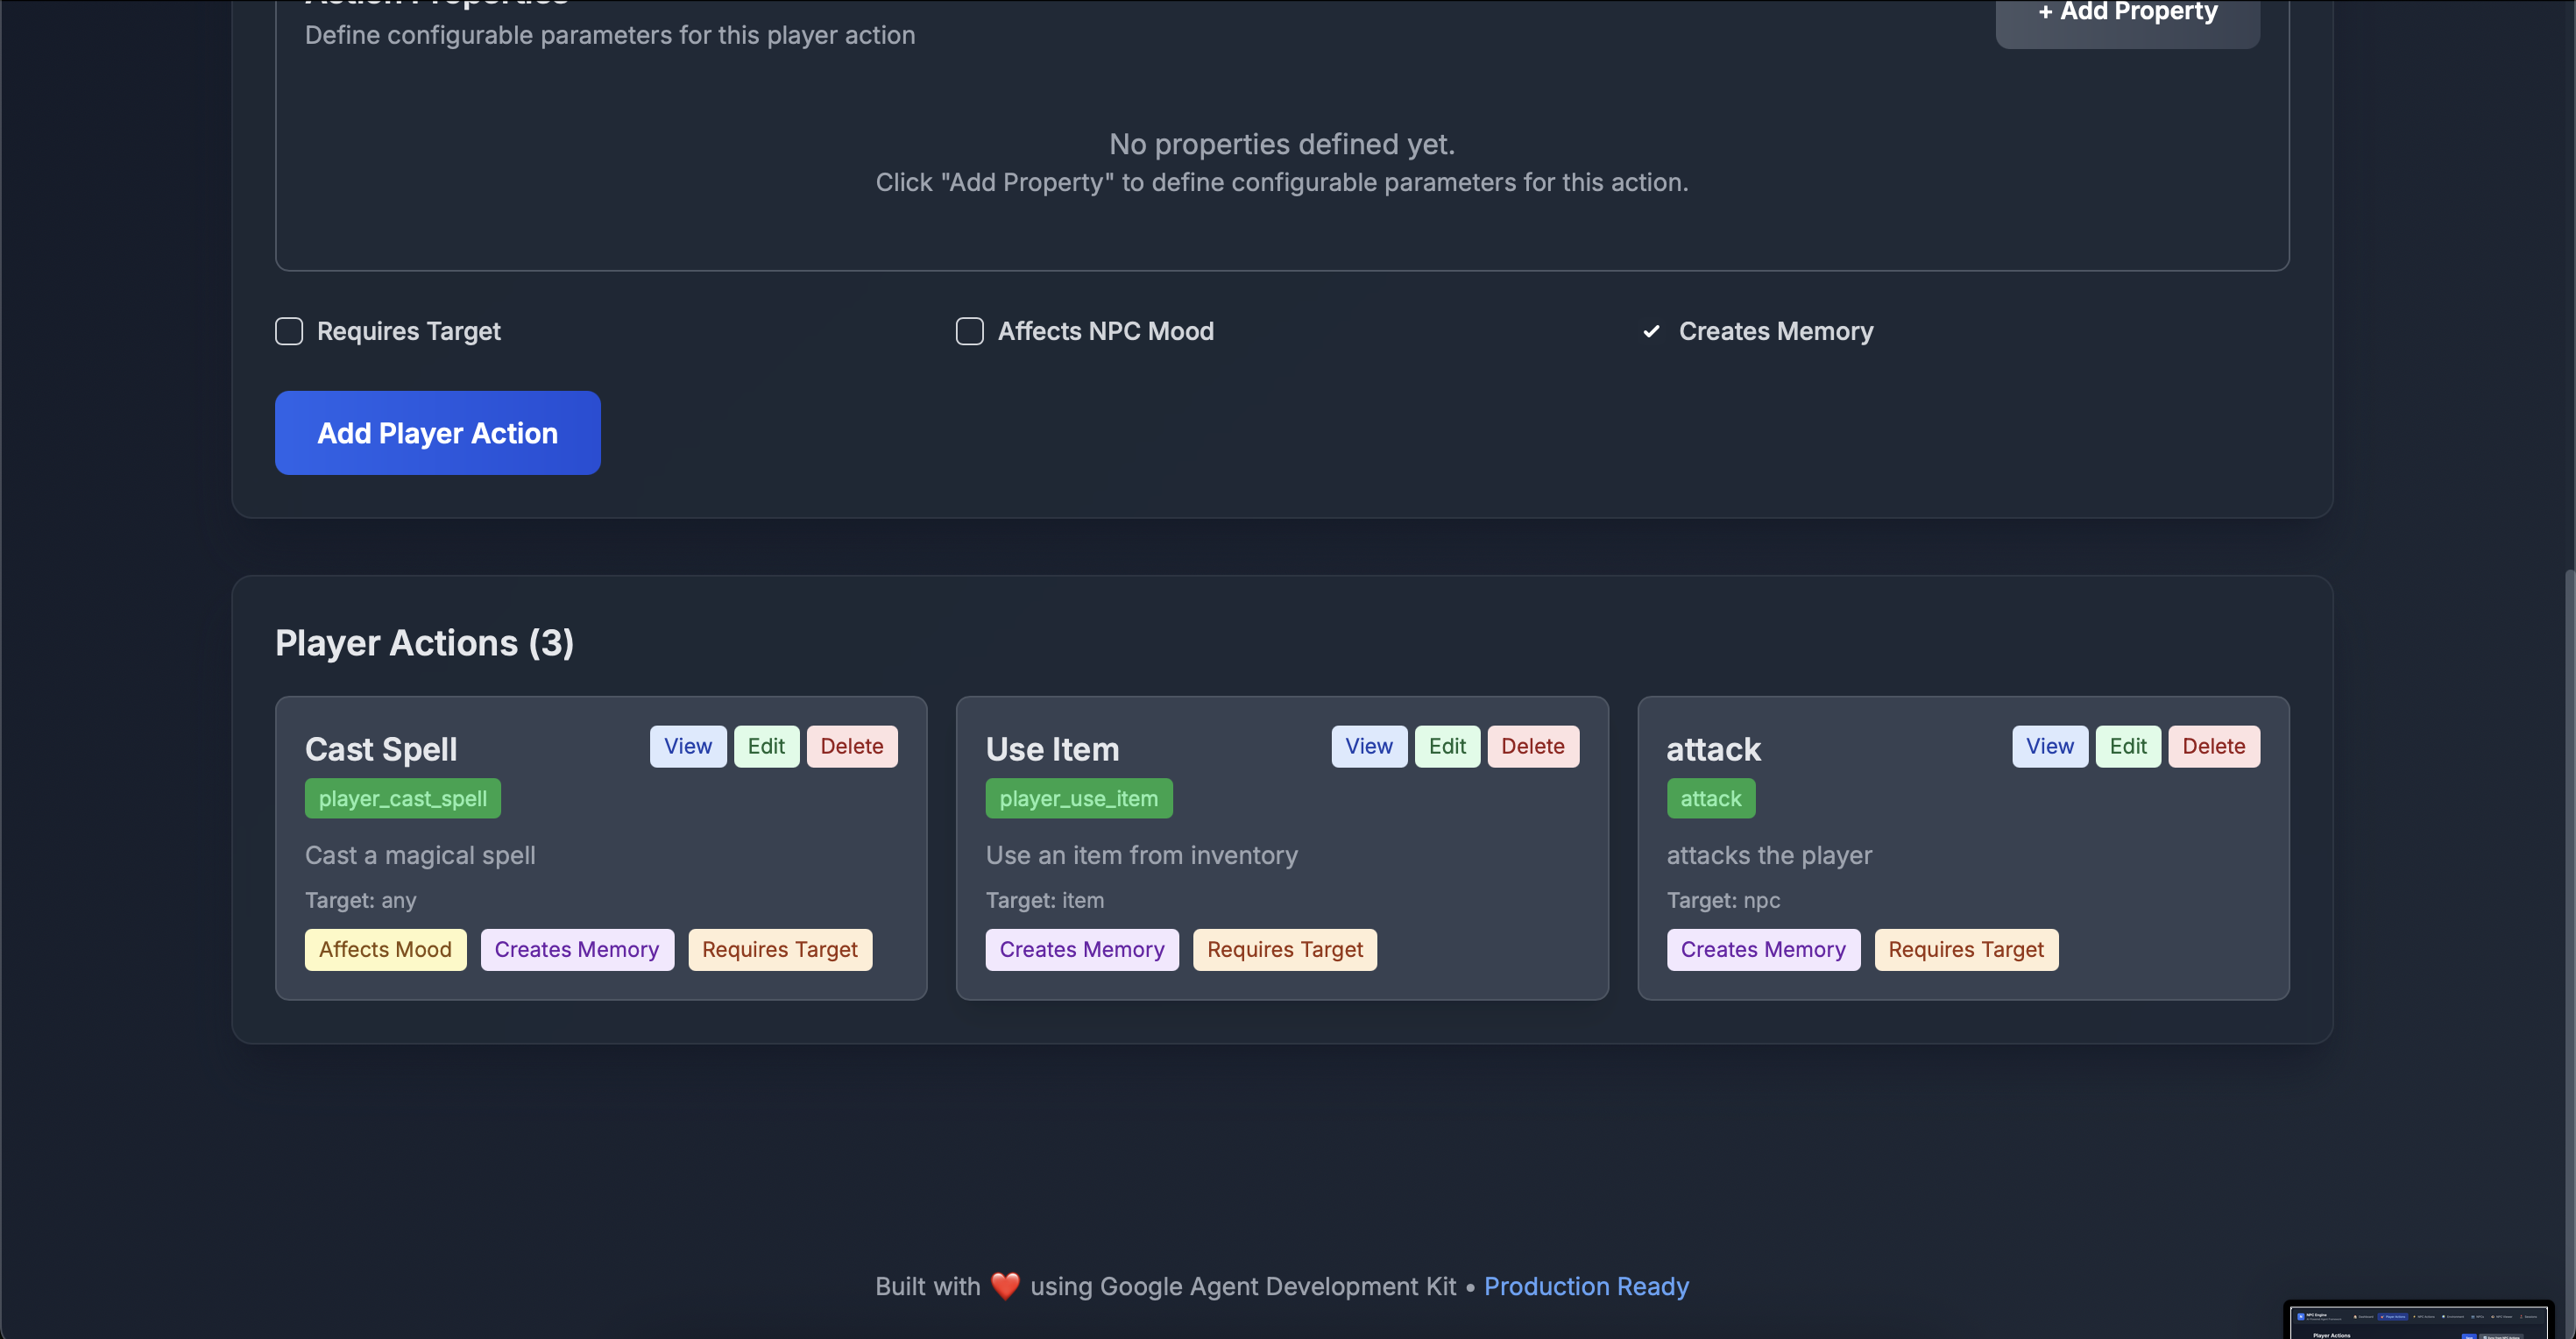 Action Properties
Define configurable parameters for this player action
+ Add Property
No properties defined yet.
Click "Add Property" to define configurable parameters for this action.
Requires Target
Affects NPC Mood
Creates Memory
Add Player Action
Player Actions (3)
Cast Spell
View Edit Delete
player_cast_spell
Cast a magical spell
Target: any
Affects Mood Creates Memory Requires Target
Use Item
View Edit Delete
player_use_item
Use an item from inventory
Target: item
Creates Memory Requires Target
attack
View Edit Delete
attack
attacks the player
Target: npc
Creates Memory Requires Target
Built with ❤️ using Google Agent Development Kit • Production Ready
Player Actions